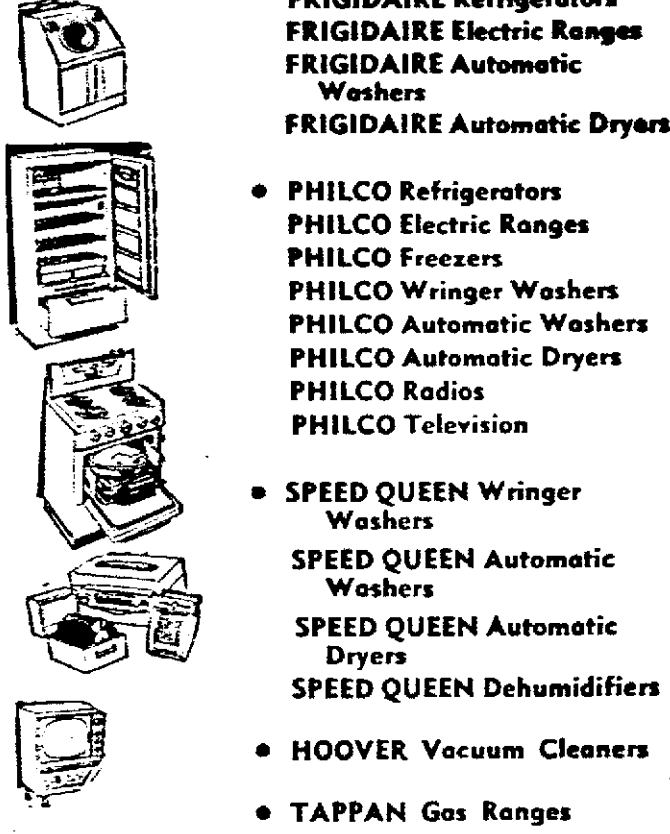 FRIGIDAIRE Refrigerators
FRIGIDAIRE Electric Ranges
FRIGIDAIRE Automatic
Washers
FRIGIDAIRE Automatic Dryers
• PHILCO Refrigerators
PHILCO Electric Ranges
PHILCO Freezers
PHILCO Wringer Washers
PHILCO Automatic Washers
PHILCO Automatic Dryers
PHILCO Radios
PHILCO Television
• SPEED QUEEN Wringer
Washers
SPEED QUEEN Automatic
Washers
SPEED QUEEN Automatic
Dryers
SPEED QUEEN Dehumidifiers
• HOOVER Vacuum Cleaners
• TAPPAN Gas Ranges